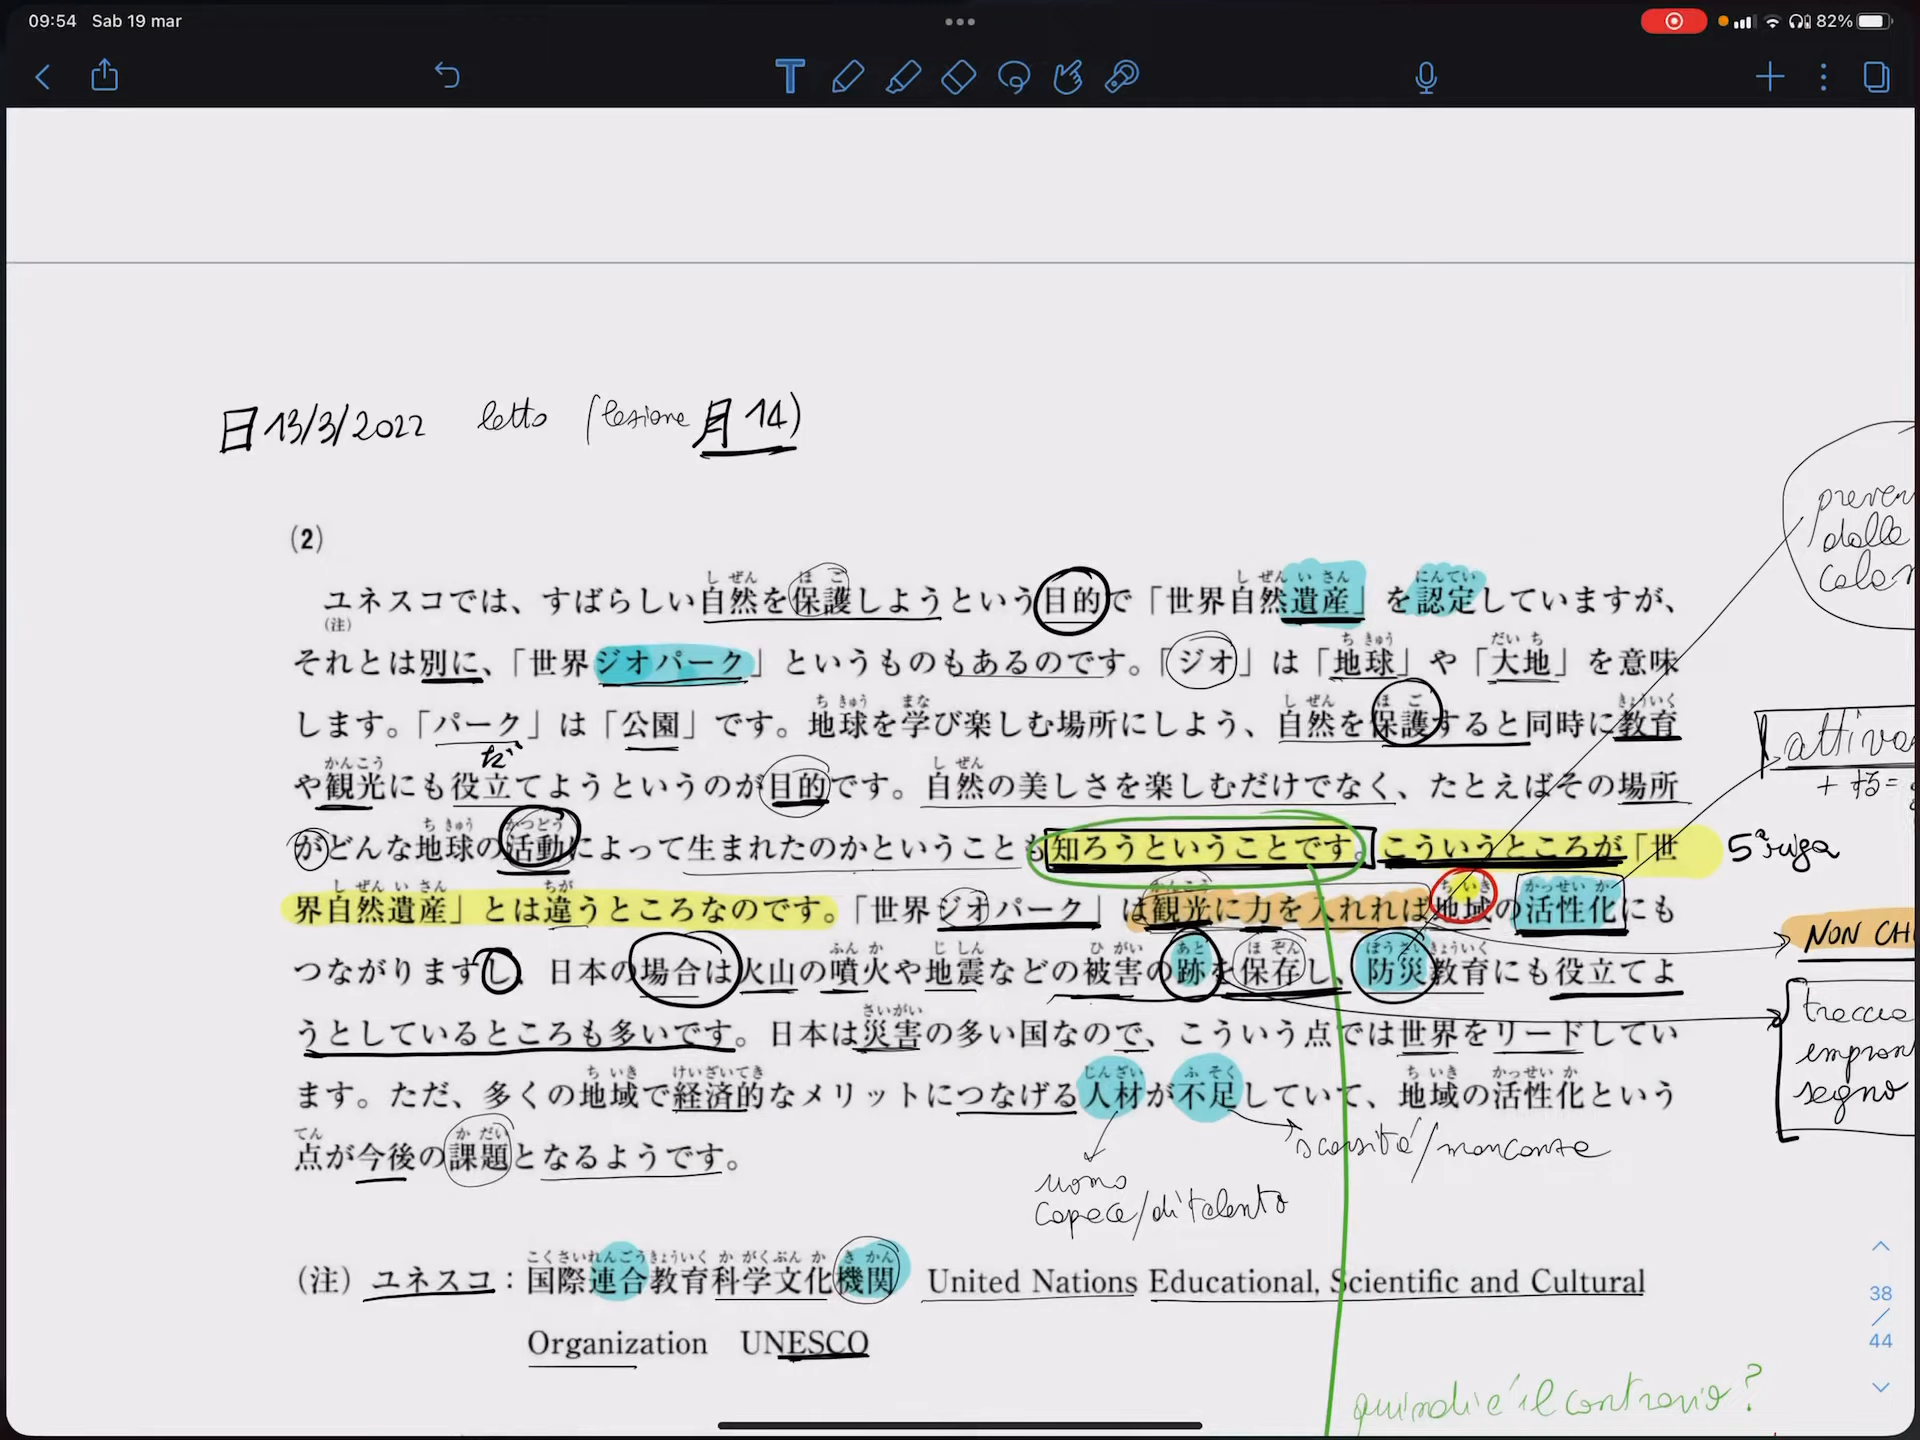 09:54 Sab 19 mar
82%
日 13/3/2022 letto (lesione 月 14)
(2)
ユネスコでは、すばらしい自然を保護しようという目的で「世界自然遺産」を認定していますが、
(注)
それとは別に、「世界ジオパーク」というものもあるのです。「ジオ」は「地球」や「大地」を意味
します。「パーク」は「公園」です。地球を学び楽しむ場所にしよう、自然を保護すると同時に教育
や観光にも役立てようというのが目的です。自然の美しさを楽しむだけでなく、たとえばその場所
がどんな地球の活動によって生まれたのかということも知ろうということです。こういうところが「世
界自然遺産」とは違うところなのです。「世界ジオパーク」は観光に力を入れれば地域の活性化にも
つながりますし、日本の場合は火山の噴火や地震などの被害の跡を保存し、防災教育にも役立てよ
うとしているところも多いです。日本は災害の多い国なので、こういう点では世界をリードしてい
ます。ただ、多くの地域で経済的なメリットにつなげる人材が不足していて、地域の活性化という
点が今後の課題となるようです。
5ª riga
attiva
+ する=
NON CH
traccia
impron
segno
scarsità/mancanza
uomo
capace/di talento
(注) ユネスコ：国際連合教育科学文化機関 United Nations Educational, Scientific and Cultural
Organization UNESCO
quindi è il contrario?
38
/
44